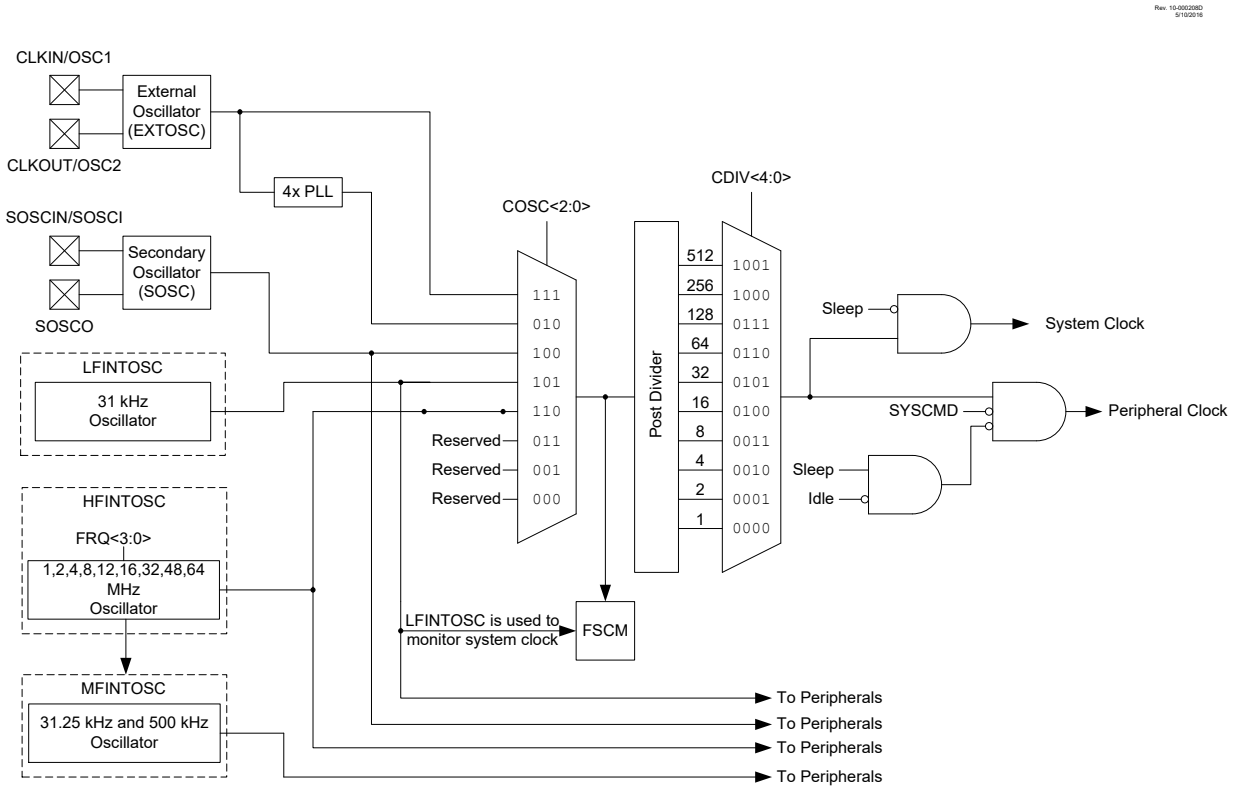 Rev. 10-000208D
5/10/2016
CLKIN/OSC1
External
Oscillator
(EXTOSC)
CLKOUT/OSC2
4x PLL
SOSCIN/SOSCI
Secondary
Oscillator
(SOSC)
SOSCO
LFINTOSC
31 kHz
Oscillator
HFINTOSC
FRQ<3:0>
1,2,4,8,12,16,32,48,64
MHz
Oscillator
MFINTOSC
31.25 kHz and 500 kHz
Oscillator
COSC<2:0>
111
010
100
101
110
Reserved 011
Reserved 001
Reserved 000
LFINTOSC is used to
monitor system clock
FSCM
Post Divider
CDIV<4:0>
512 1001
256 1000
128 0111
64 0110
32 0101
16 0100
8 0011
4 0010
2 0001
1 0000
Sleep
System Clock
SYSCMD
Peripheral Clock
Sleep
Idle
To Peripherals
To Peripherals
To Peripherals
To Peripherals